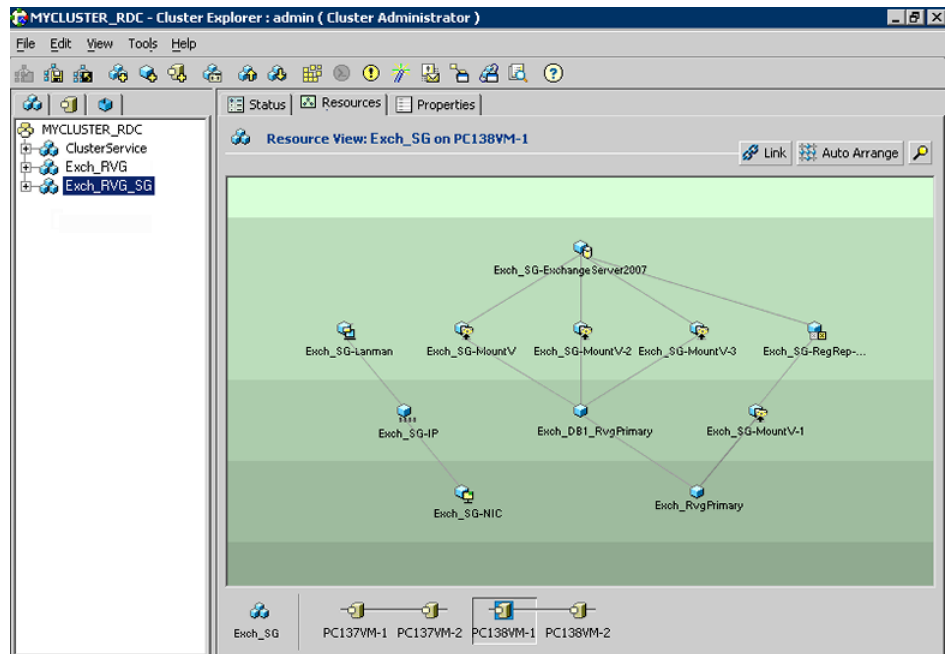 MYCLUSTER_RDC - Cluster Explorer : admin ( Cluster Administrator )
File Edit View Tools Help
Status Resources Properties
MYCLUSTER_RDC
ClusterService
Exch_RVG
Exch_RVG_SG
Resource View: Exch_SG on PC138VM-1
Link Auto Arrange
Exch_SG-ExchangeServer2007
Exch_SG-Lanman Exch_SG-MountV Exch_SG-MountV-2 Exch_SG-MountV-3 Exch_SG-RegRep-...
Exch_SG-IP Exch_DB1_RvgPrimary Exch_SG-MountV-1
Exch_SG-NIC Exch_RvgPrimary
Exch_SG PC137VM-1 PC137VM-2 PC138VM-1 PC138VM-2